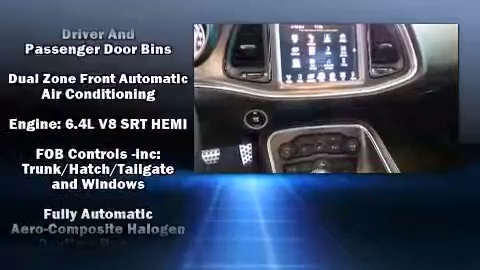 Driver And
Passenger Door Bins
Dual Zone Front Automatic
Air Conditioning
Engine: 6.4L V8 SRT HEMI
FOB Controls -inc:
Trunk/Hatch/Tailgate
and Windows
Fully Automatic
Aero-Composite Halogen